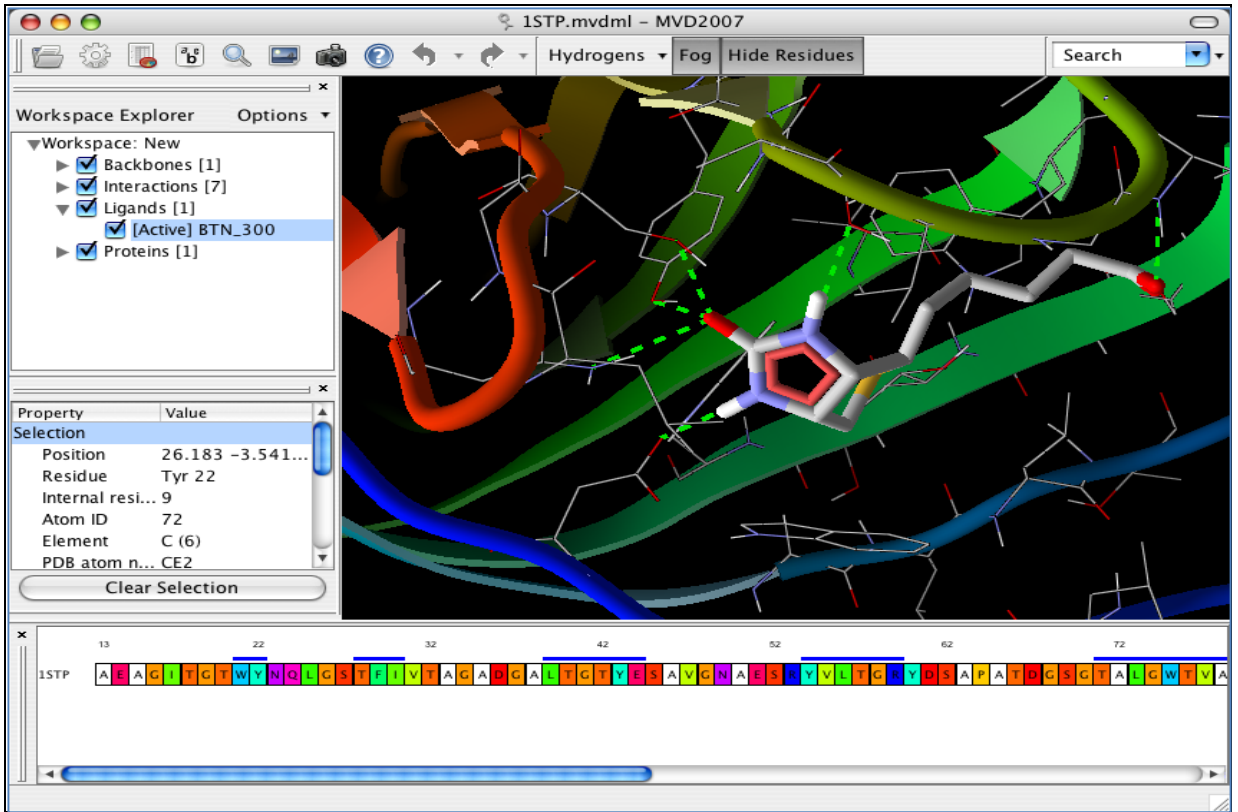 1STP.mvdml – MVD2007
Hydrogens Fog Hide Residues Search
Workspace Explorer Options
Workspace: New
Backbones [1]
Interactions [7]
Ligands [1]
[Active] BTN_300
Proteins [1]
Property Value
Selection
Position 26.183 -3.541...
Residue Tyr 22
Internal resi... 9
Atom ID 72
Element C (6)
PDB atom n... CE2
Clear Selection
13 22 32 42 52 62 72
1STP A E A G I T G T W Y N Q L G S T F I V T A G A D G A L T G T Y E S A V G N A E S R Y V L T G R Y D S A P A T D G S G T A L G W T V A